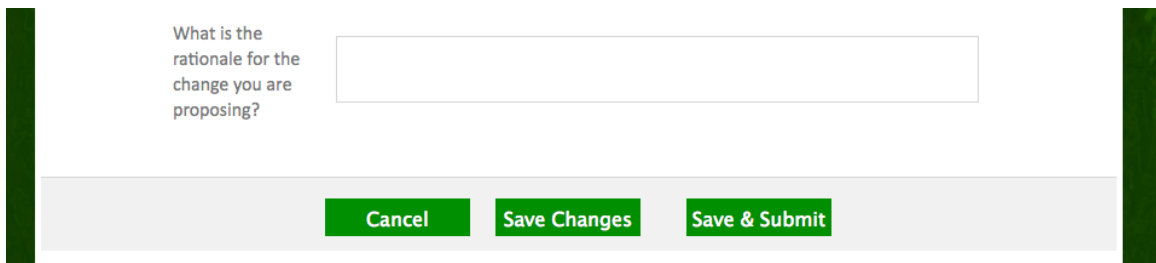 What is the
rationale for the
change you are
proposing?
Cancel
Save Changes
Save & Submit